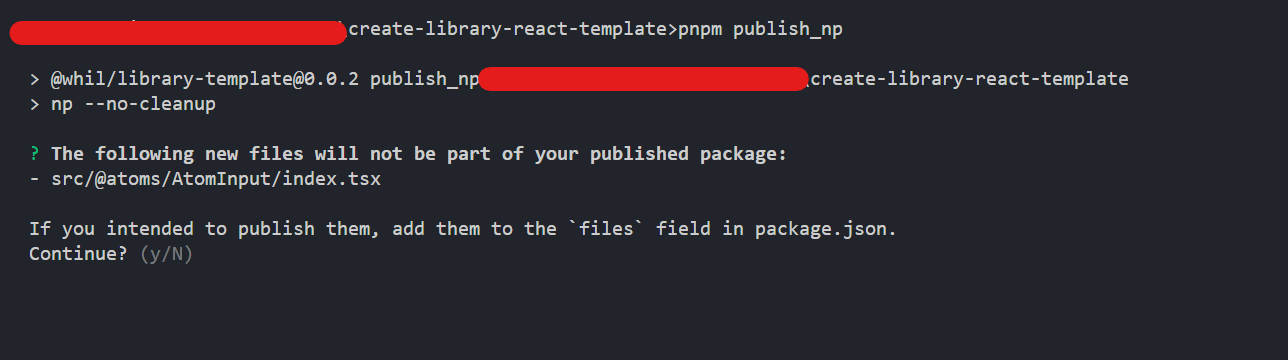 \create-library-react-template>pnpm publish_np
> @whil/library-template@0.0.2 publish_np \create-library-react-template
> np --no-cleanup
? The following new files will not be part of your published package:
- src/@atoms/AtomInput/index.tsx
If you intended to publish them, add them to the `files` field in package.json.
Continue? (y/N)